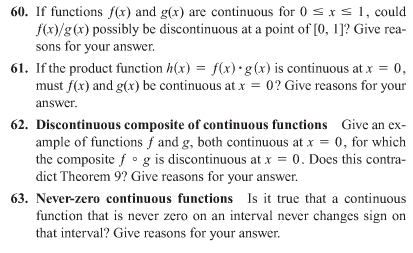 60. If functions f(x) and g(x) are continuous for 0 ≤ x ≤ 1, could
f(x)/g(x) possibly be discontinuous at a point of [0, 1]? Give rea-
sons for your answer.
61. If the product function h(x) = f(x) · g(x) is continuous at x = 0,
must f(x) and g(x) be continuous at x = 0? Give reasons for your
answer.
62. Discontinuous composite of continuous functions Give an ex-
ample of functions f and g, both continuous at x = 0, for which
the composite f ∘ g is discontinuous at x = 0. Does this contra-
dict Theorem 9? Give reasons for your answer.
63. Never-zero continuous functions Is it true that a continuous
function that is never zero on an interval never changes sign on
that interval? Give reasons for your answer.